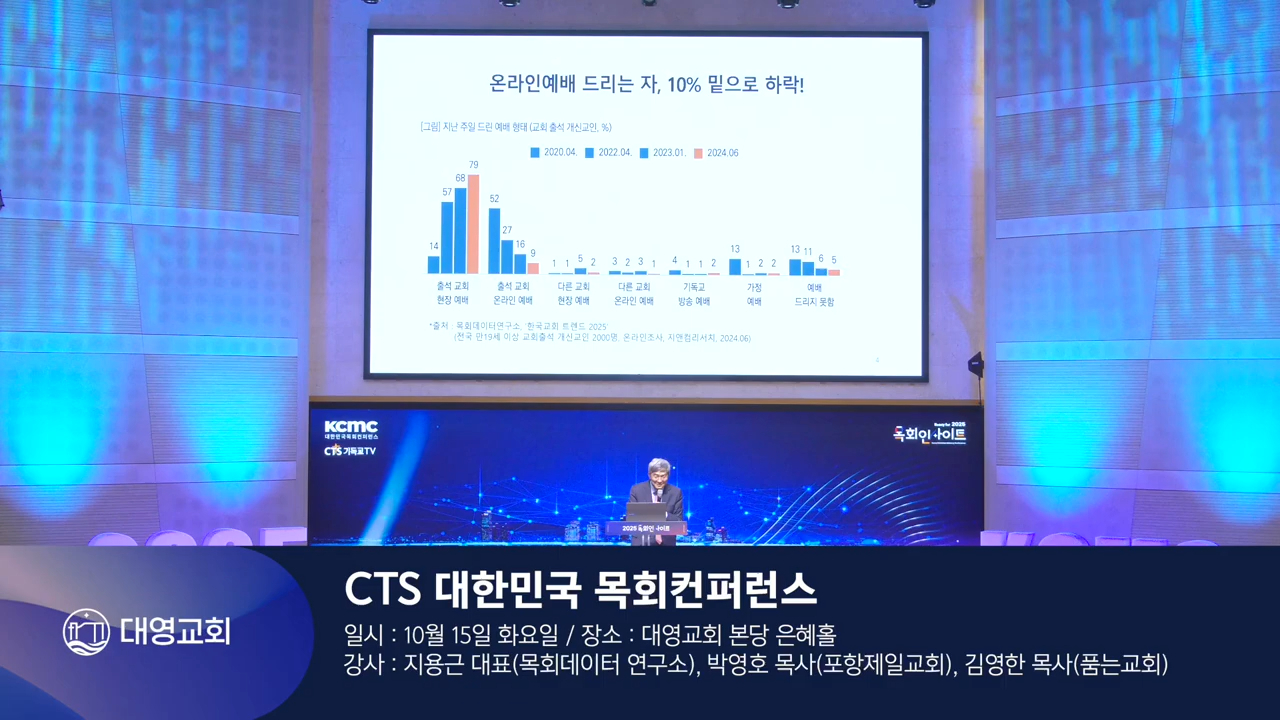 온라인예배 드리는 자, 10% 밑으로 하락!
[그림] 지난 주일 드린 예배 형태 (교회 출석 개신교인, %)
2020.04. 2022.04. 2023.01. 2024.06
14 57 68 79 52 27 16 9 1 1 5 2 3 2 3 1 4 1 1 2 13 1 2 2 13 11 6 5
출석 교회 현장 예배
출석 교회 온라인 예배
다른 교회 현장 예배
다른 교회 온라인 예배
기독교 방송 예배
가정 예배
예배 드리지 못함
*출처 : 목회데이터연구소, '한국교회 트렌드 2025'
(전국 만19세 이상 교회출석 개신교인 2000명, 온라인조사, 지앤컴리서치, 2024.06)
KCMC
대한민국목회컨퍼런스
CTS 기독교TV
Ready for 2025
목회인사이트
2025 목회인사이트
대영교회
CTS 대한민국 목회컨퍼런스
일시 : 10월 15일 화요일 / 장소 : 대영교회 본당 은혜홀
강사 : 지용근 대표(목회데이터 연구소), 박영호 목사(포항제일교회), 김영한 목사(품는교회)